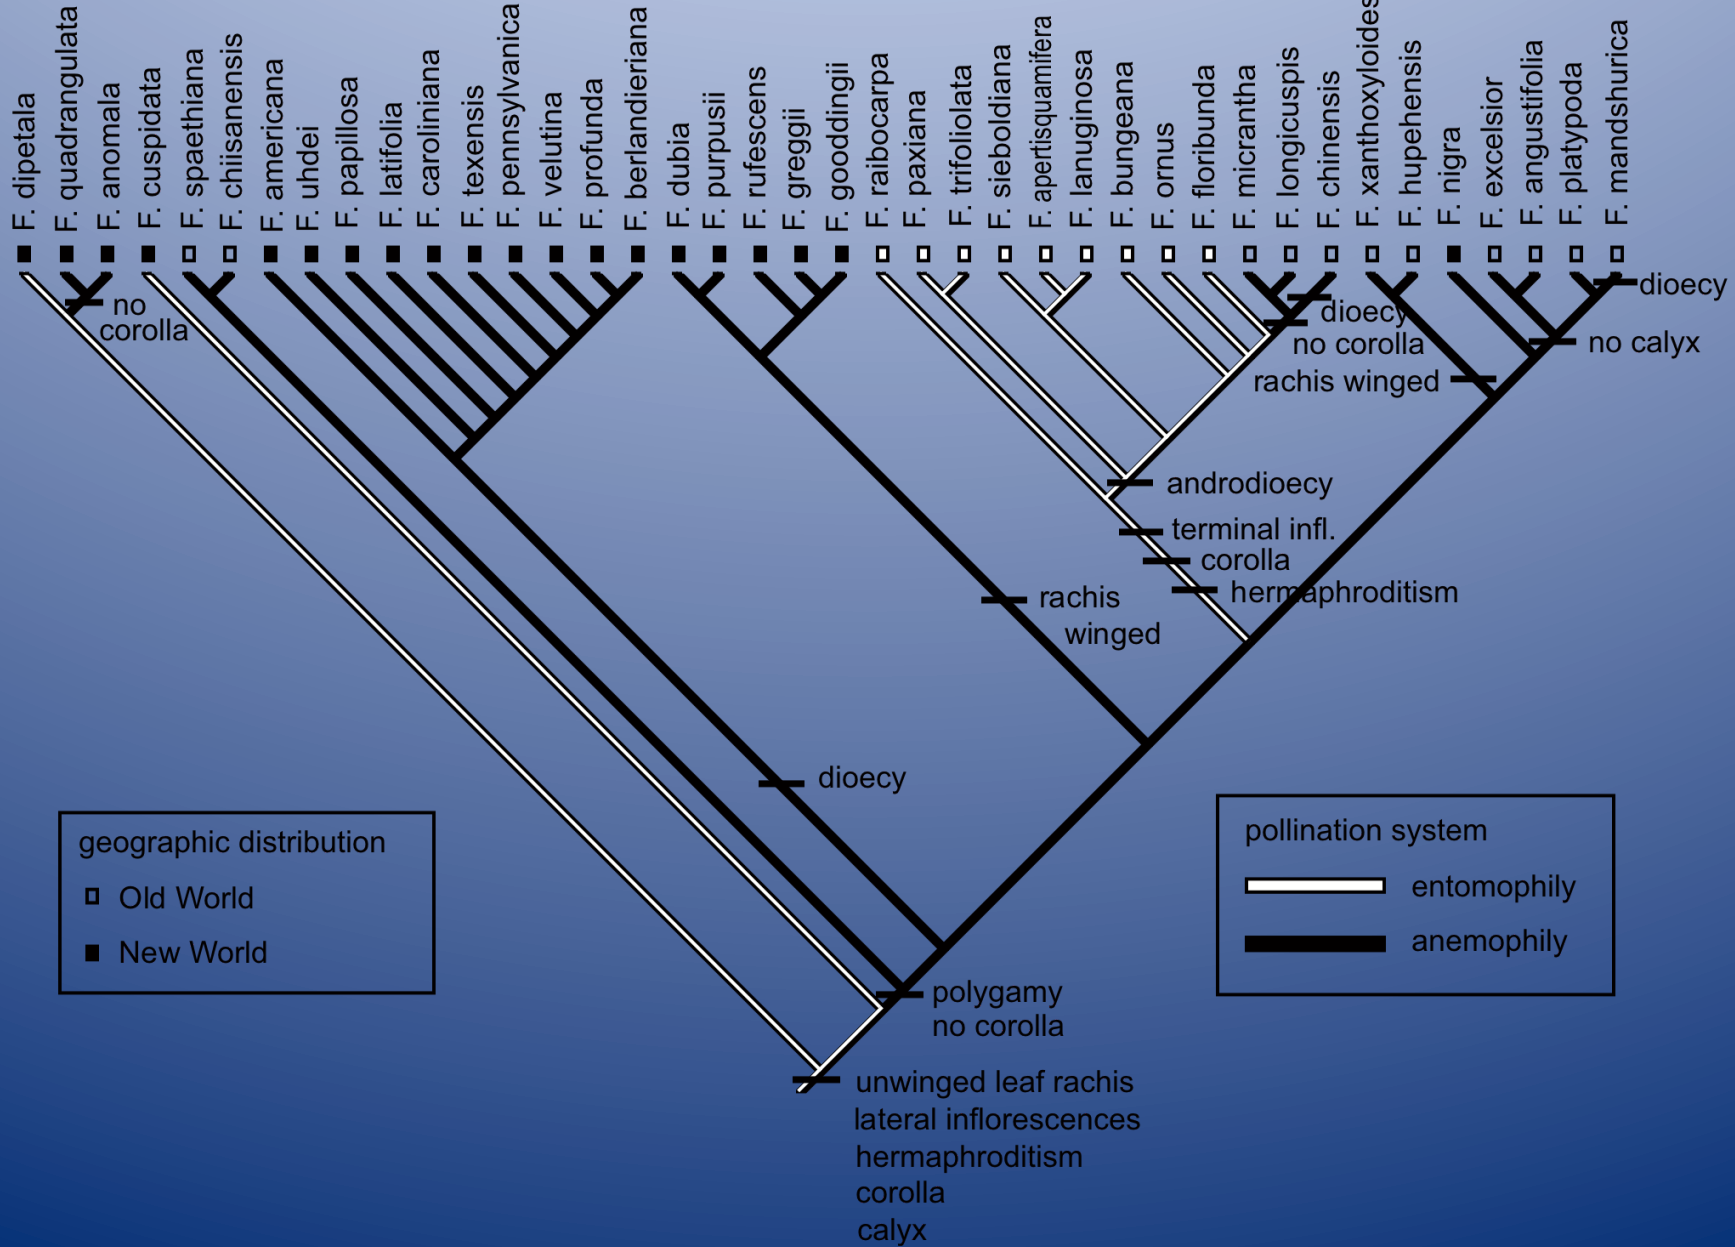 F. dipetala
F. quadrangulata
F. anomala
F. cuspidata
F. spaethiana
F. chiisanensis
F. americana
F. uhdei
F. papillosa
F. latifolia
F. caroliniana
F. texensis
F. pennsylvanica
F. velutina
F. profunda
F. berlandieriana
F. dubia
F. purpusii
F. rufescens
F. greggii
F. gooddingii
F. raibocarpa
F. paxiana
F. trifoliolata
F. sieboldiana
F. apertisquamifera
F. lanuginosa
F. bungeana
F. ornus
F. floribunda
F. micrantha
F. longicuspis
F. chinensis
F. xanthoxyloides
F. hupehensis
F. nigra
F. excelsior
F. angustifolia
F. platypoda
F. mandshurica
no
corolla
dioecy
dioecy
no corolla
no calyx
rachis winged
androdioecy
terminal infl.
corolla
hermaphroditism
rachis
winged
dioecy
geographic distribution
Old World
New World
pollination system
entomophily
anemophily
polygamy
no corolla
unwinged leaf rachis
lateral inflorescences
hermaphroditism
corolla
calyx